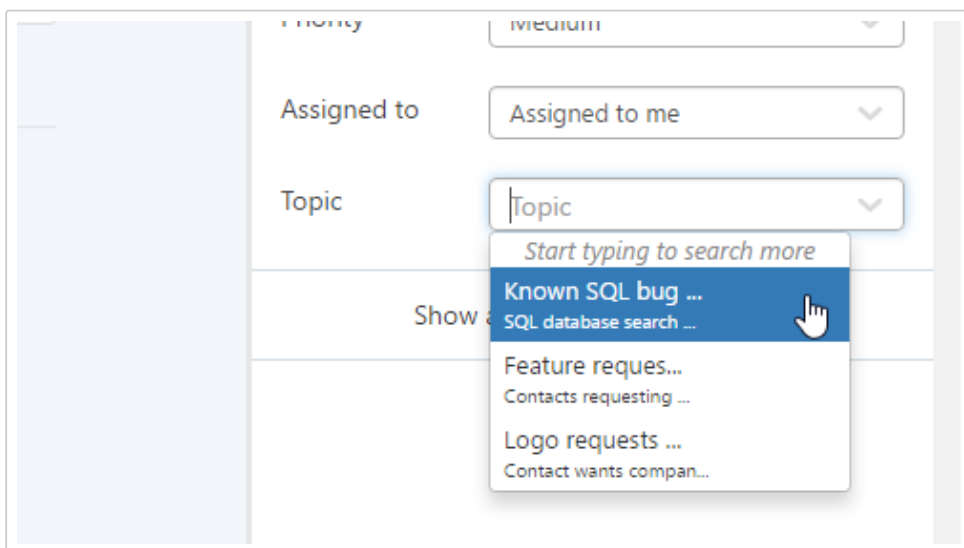 Priority
Medium
Assigned to
Assigned to me
Topic
Topic
Start typing to search more
Known SQL bug ...
SQL database search ...
Show
Feature reques...
Contacts requesting ...
Logo requests ...
Contact wants compan...